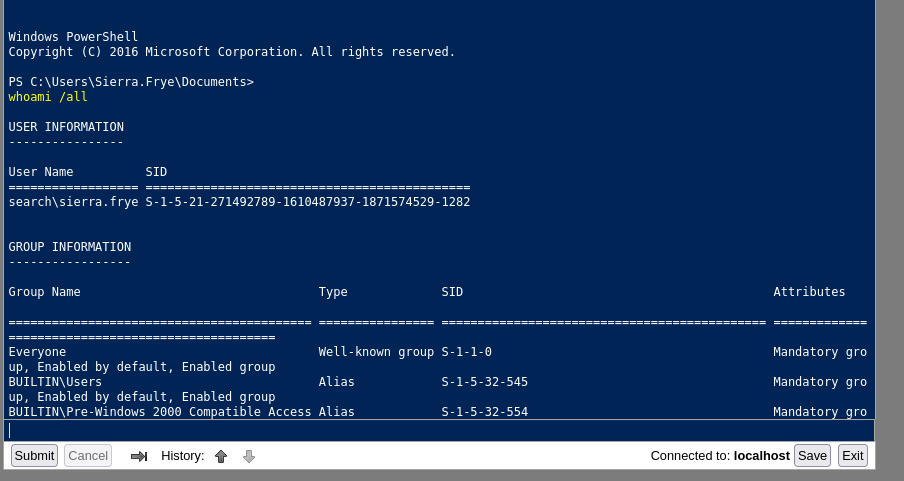 Windows PowerShell
Copyright (C) 2016 Microsoft Corporation. All rights reserved.
PS C:\Users\Sierra.Frye\Documents>
whoami /all
USER INFORMATION
----------------
User Name          SID
================== =============================================
search\sierra.frye S-1-5-21-271492789-1610487937-1871574529-1282
GROUP INFORMATION
-----------------
Group Name                                 Type             SID                                           Attributes
========================================== ================ ============================================= =============
=====================================
Everyone                                   Well-known group S-1-1-0                                       Mandatory gro
up, Enabled by default, Enabled group
BUILTIN\Users                              Alias            S-1-5-32-545                                  Mandatory gro
up, Enabled by default, Enabled group
BUILTIN\Pre-Windows 2000 Compatible Access Alias            S-1-5-32-554                                  Mandatory gro
Submit Cancel History: Connected to: localhost Save Exit